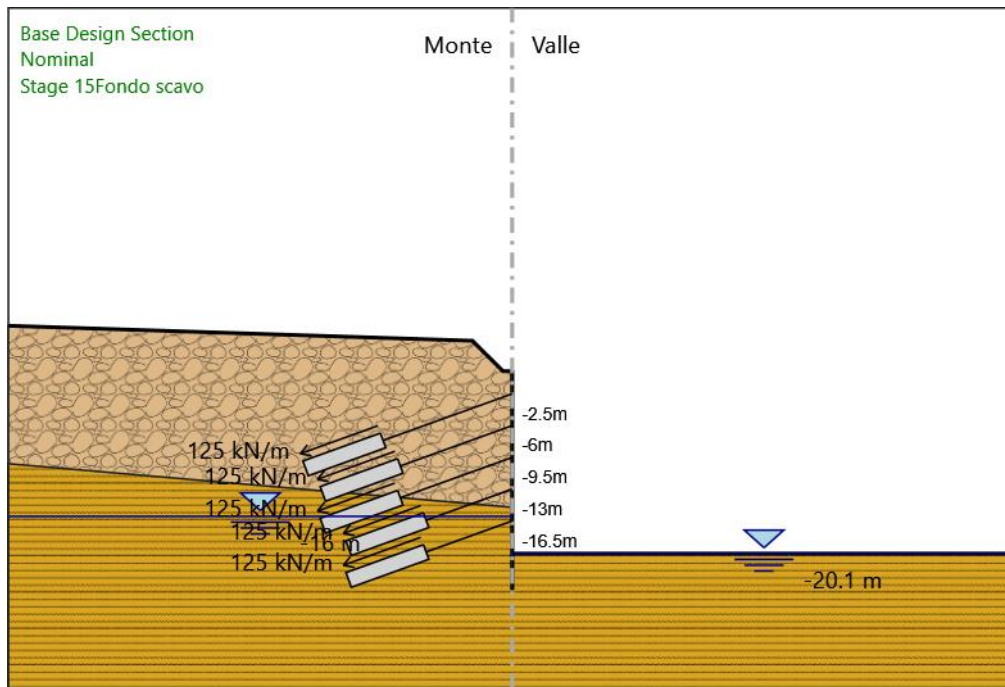 Base Design Section
Nominal
Stage 15Fondo scavo
Monte
Valle
-2.5m
-6m
125 kN/m
125 kN/m
-9.5m
125 kN/m
-13m
125 kN/m
-16 m
-16.5m
125 kN/m
-20.1 m